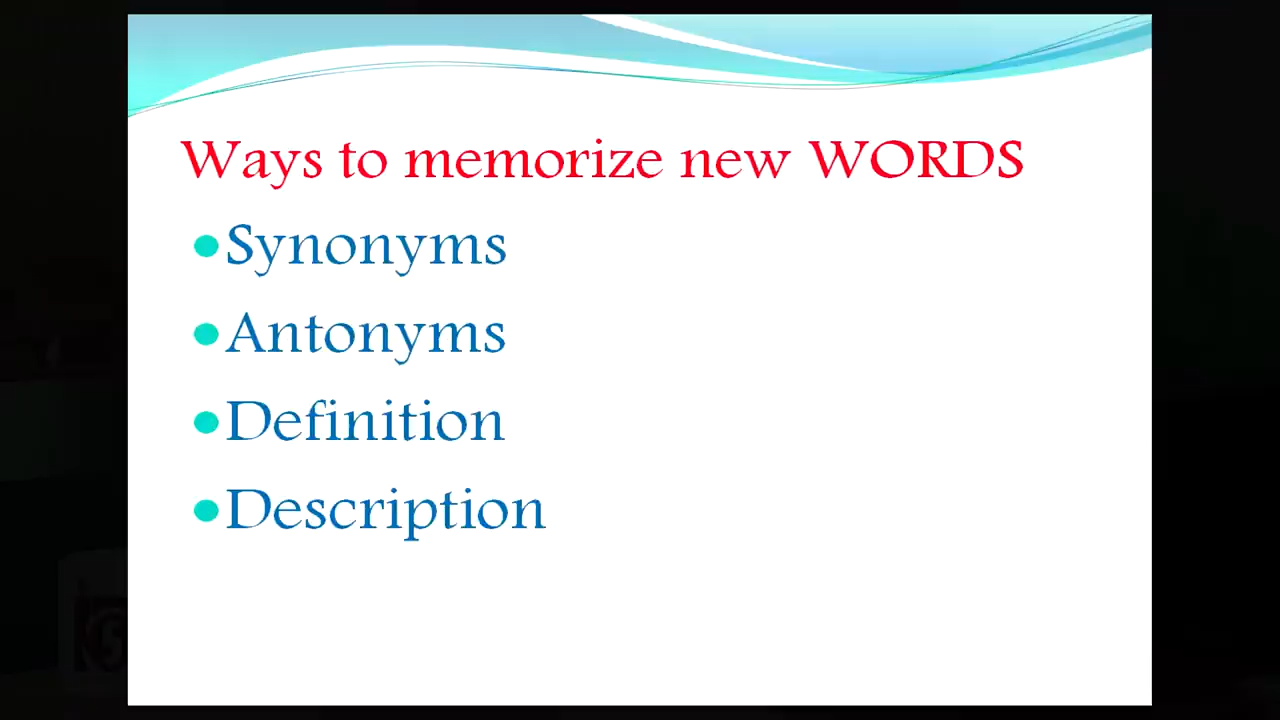 Ways to memorize new WORDS
Synonyms
Antonyms
Definition
Description